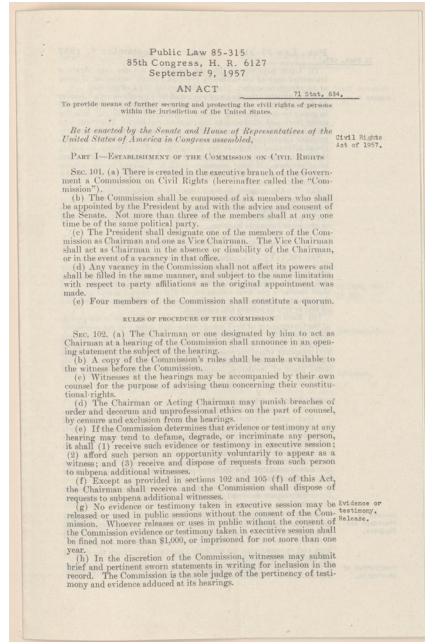 Public Law 85-315
85th Congress, H. R. 6127
September 9, 1957
AN ACT
71 Stat. 634.
To provide means of further securing and protecting the civil rights of persons
within the jurisdiction of the United States.
Be it enacted by the Senate and House of Representatives of the
United States of America in Congress assembled,
Civil Rights
Act of 1957.
PART I—ESTABLISHMENT OF THE COMMISSION ON CIVIL RIGHTS
SEC. 101. (a) There is created in the executive branch of the Govern-
ment a Commission on Civil Rights (hereinafter called the "Com-
mission").
(b) The Commission shall be composed of six members who shall
be appointed by the President by and with the advice and consent of
the Senate. Not more than three of the members shall at any one
time be of the same political party.
(c) The President shall designate one of the members of the Com-
mission as Chairman and one as Vice Chairman. The Vice Chairman
shall act as Chairman in the absence or disability of the Chairman,
or in the event of a vacancy in that office.
(d) Any vacancy in the Commission shall not affect its powers and
shall be filled in the same manner, and subject to the same limitation
with respect to party affiliations as the original appointment was
made.
(e) Four members of the Commission shall constitute a quorum.
RULES OF PROCEDURE OF THE COMMISSION
SEC. 102. (a) The Chairman or one designated by him to act as
Chairman at a hearing of the Commission shall announce in an open-
ing statement the subject of the hearing.
(b) A copy of the Commission's rules shall be made available to
the witness before the Commission.
(c) Witnesses at the hearings may be accompanied by their own
counsel for the purpose of advising them concerning their constitu-
tional rights.
(d) The Chairman or Acting Chairman may punish breaches of
order and decorum and unprofessional ethics on the part of counsel,
by censure and exclusion from the hearings.
(e) If the Commission determines that evidence or testimony at any
hearing may tend to defame, degrade, or incriminate any person,
it shall (1) receive such evidence or testimony in executive session;
(2) afford such person an opportunity voluntarily to appear as a
witness; and (3) receive and dispose of requests from such person
to subpena additional witnesses.
(f) Except as provided in sections 102 and 105 (f) of this Act,
the Chairman shall receive and the Commission shall dispose of
requests to subpena additional witnesses.
(g) No evidence or testimony taken in executive session may be
released or used in public sessions without the consent of the Com-
mission. Whoever releases or uses in public without the consent of
the Commission evidence or testimony taken in executive session shall
be fined not more than $1,000, or imprisoned for not more than one
year.
Evidence or
testimony.
Release.
(h) In the discretion of the Commission, witnesses may submit
brief and pertinent sworn statements in writing for inclusion in the
record. The Commission is the sole judge of the pertinency of testi-
mony and evidence adduced at its hearings.